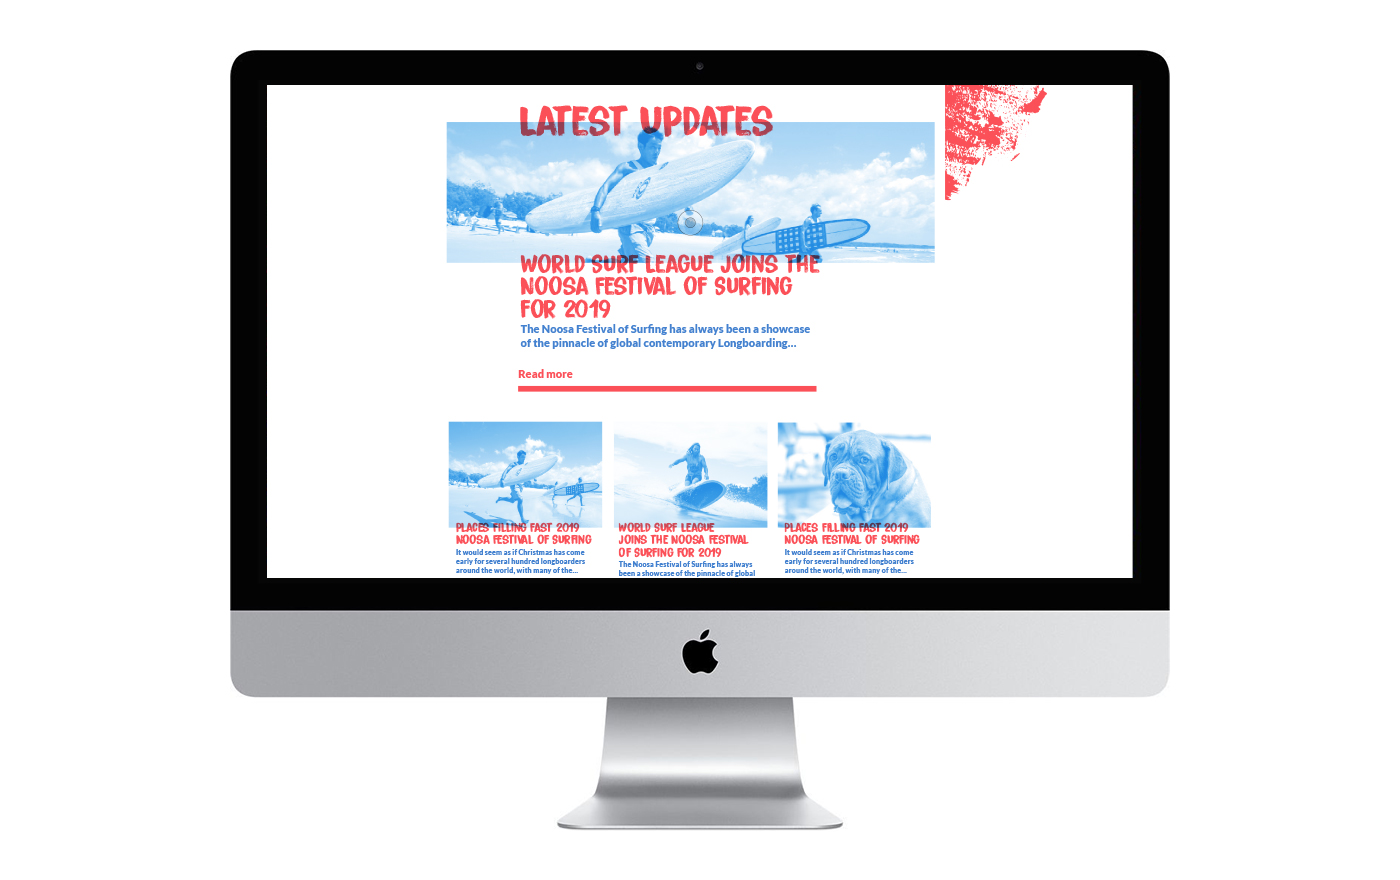 LATEST UPDATES
WORLD SURF LEAGUE JOINS THE
NOOSA FESTIVAL OF SURFING
FOR 2019
The Noosa Festival of Surfing has always been a showcase
of the pinnacle of global contemporary Longboarding...
Read more
PLACES FILLING FAST 2019
NOOSA FESTIVAL OF SURFING
It would seem as if Christmas has come
early for several hundred longboarders
around the world, with many of the...
WORLD SURF LEAGUE
JOINS THE NOOSA FESTIVAL
OF SURFING FOR 2019
The Noosa Festival of Surfing has always
been a showcase of the pinnacle of global
PLACES FILLING FAST 2019
NOOSA FESTIVAL OF SURFING
It would seem as if Christmas has come
early for several hundred longboarders
around the world, with many of the...